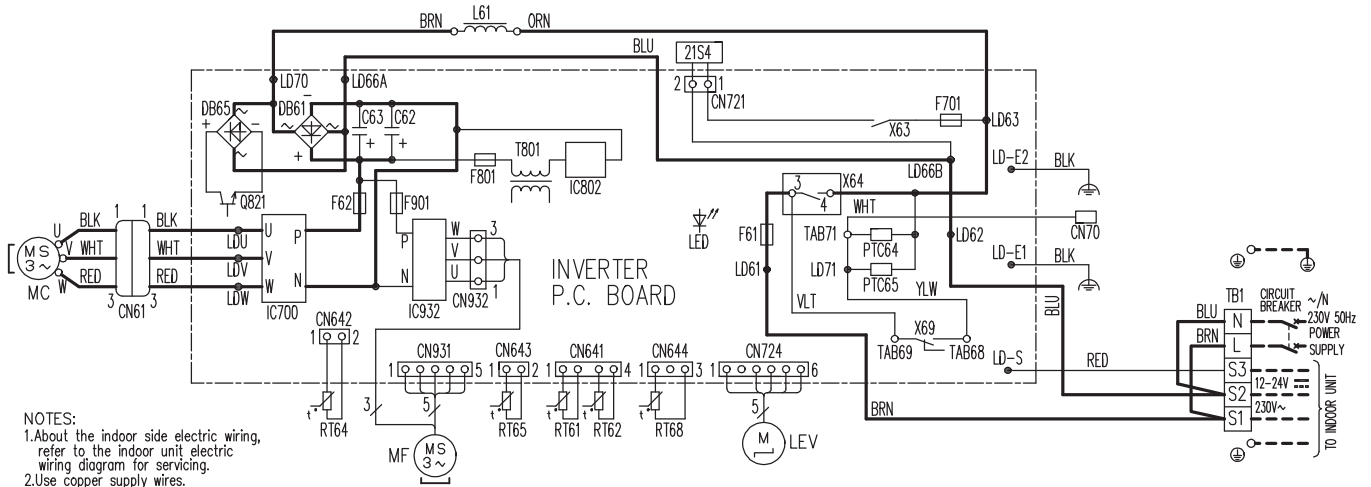 BRN L61 ORN
BLU
21S4
2 1
CN721
LD70 LD66A
DB65 DB61
C63 C62
+ -
~ -
~ ~
+
~
+ +
F701
X63
LD63
T801
F801
IC802
LD-E2 BLK
LD66B
3 X64
4
WHT
Q821
F62 F901
LED
F61
TAB71
PTC64
LD62
CN70
U BLK 1 1 BLK
U P
LDU
MS
3~
V WHT WHT
V
LDV
W RED RED
W N
LDW
MC
3 3
CN61
IC700
P W 3
V
N U 1
IC932 CN932
INVERTER
P.C. BOARD
LD61 LD71
PTC65
LD-E1
BLK
VLT YLW
X69
TAB69 TAB68
BLU
CN642
1 2
CN931
1 5
CN643
1 2
CN641
1 4
CN644
1 3
CN724
1 6
LD-S
RED
TB1
CIRCUIT
BREAKER
~/N
230V 50Hz
POWER
SUPPLY
BLU N
BRN L
S3
12-24V
S2
230V~
S1
TO INDOOR UNIT
BRN
t° RT64
3
5
MF MS
3~
t° RT65
t° RT61
t° RT62
t° RT68
5
M
LEV
NOTES:
1.About the indoor side electric wiring,
refer to the indoor unit electric
wiring diagram for servicing.
2.Use copper supply wires.